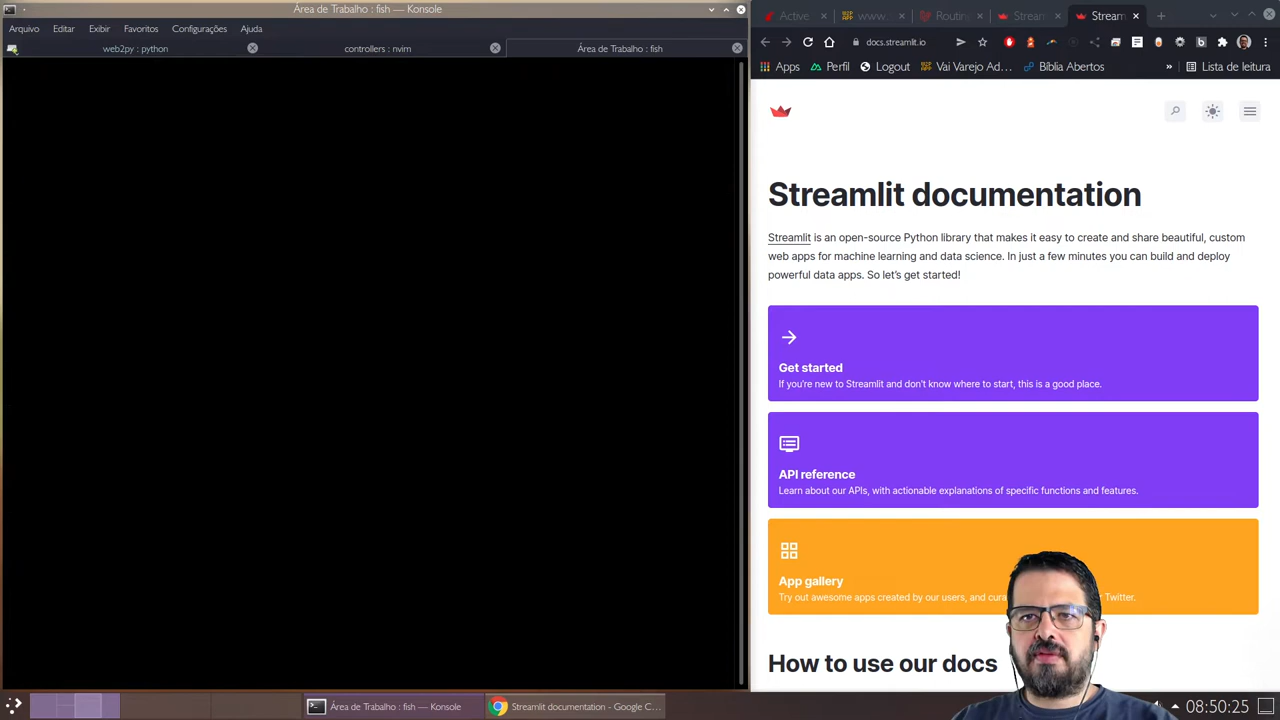 Área de Trabalho : fish — Konsole
Arquivo Editar Exibir Favoritos Configurações Ajuda
web2py : python
controllers : nvim
Área de Trabalho : fish
Active
www.
Routin
Stream
Stream
docs.streamlit.io
Apps Perfil Logout Vai Varejo Ad… Bíblia Abertos » Lista de leitura
Streamlit documentation
Streamlit is an open-source Python library that makes it easy to create and share beautiful, custom
web apps for machine learning and data science. In just a few minutes you can build and deploy
powerful data apps. So let’s get started!
Get started
If you’re new to Streamlit and don’t know where to start, this is a good place.
API reference
Learn about our APIs, with actionable explanations of specific functions and features.
App gallery
Try out awesome apps created by our users, and cura Twitter.
How to use our docs
Área de Trabalho : fish — Konsole
Streamlit documentation - Google C…
08:50:25